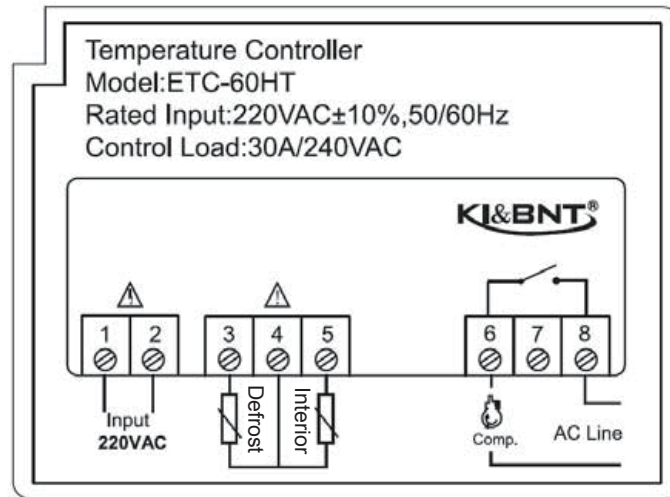 Temperature Controller
Model:ETC-60HT
Rated Input:220VAC±10%,50/60Hz
Control Load:30A/240VAC
KI&BNT®
1 2 3 4 5 6 7 8
Input
220VAC
Defrost
Interior
Comp.
AC Line